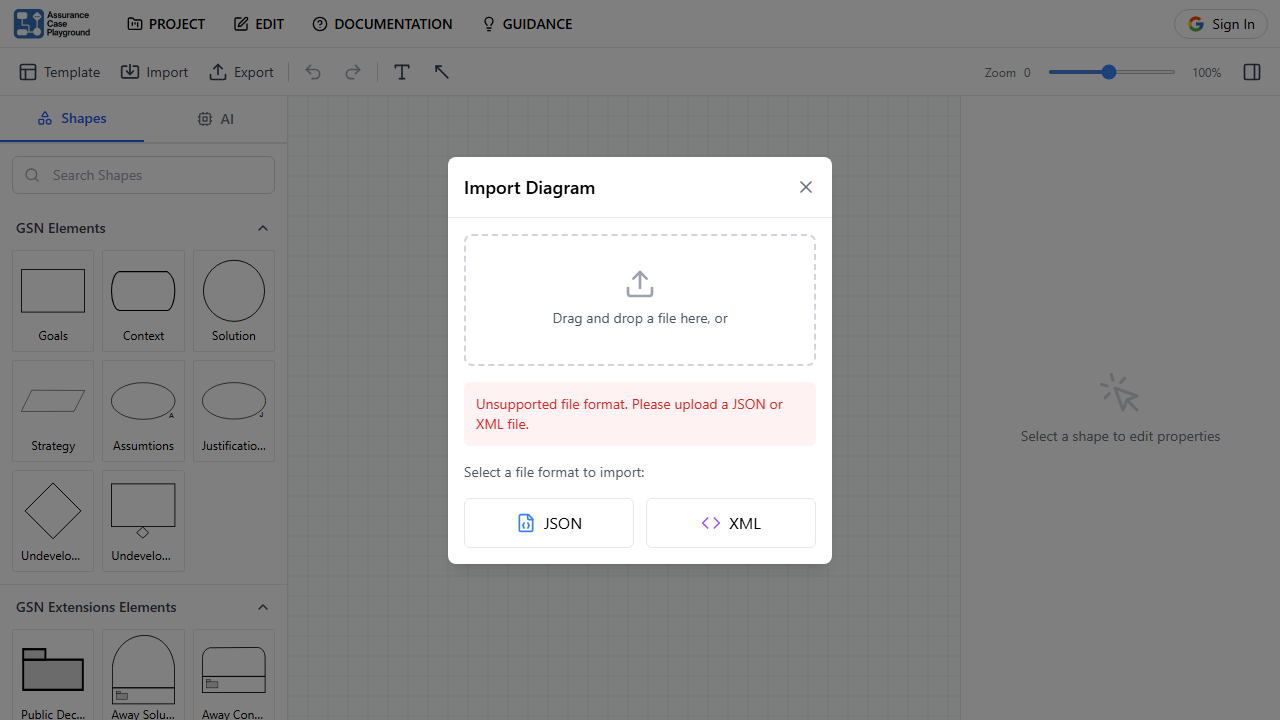 Assurance
Case
Playground
PROJECT
EDIT
DOCUMENTATION
GUIDANCE
Sign In
Template
Import
Export
Zoom 0
100%
Shapes
AI
Search Shapes
GSN Elements
Goals
Context
Solution
Strategy
A
Assumtions
J
Justificatio...
Undevelo...
Undevelo...
GSN Extensions Elements
Public Dec...
Away Solu...
Away Con...
Import Diagram
Drag and drop a file here, or
Unsupported file format. Please upload a JSON or
XML file.
Select a file format to import:
JSON
XML
Select a shape to edit properties